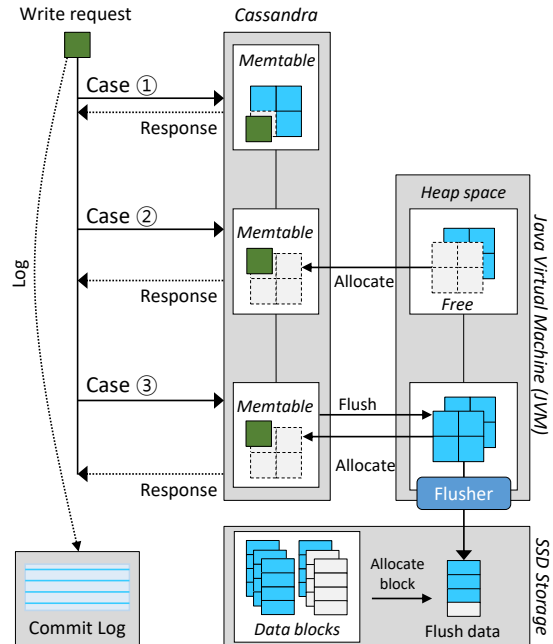 Write request
Cassandra
Memtable
Case ①
Response
Heap space
Case ②
Memtable
Response
Allocate
Free
Java Virtual Machine (JVM)
Log
Case ③
Memtable
Flush
Allocate
Response
Flusher
SSD Storage
Allocate
block
Data blocks
Flush data
Commit Log